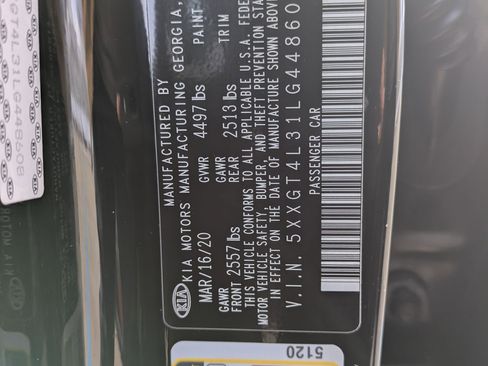 MANUFACTURED BY
KIA MOTORS MANUFACTURING GEORGIA,
MAR/16/20 GVWR 4497 lbs PAINT
GAWR FRONT 2557 lbs GAWR REAR 2513 lbs TRIM
THIS VEHICLE CONFORMS TO ALL APPLICABLE U.S.A. FEDE
MOTOR VEHICLE SAFETY, BUMPER, AND THEFT PREVENTION STA
IN EFFECT ON THE DATE OF MANUFACTURE SHOWN ABOVE
V.I.N. 5XXGT4L31LG44860
PASSENGER CAR
KIA
5120
GT4L31LG448608